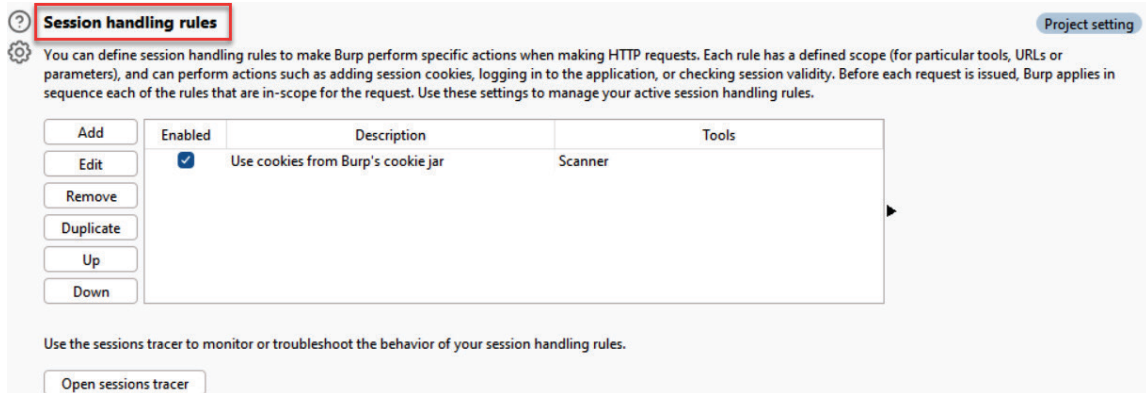 Session handling rules
Project setting
You can define session handling rules to make Burp perform specific actions when making HTTP requests. Each rule has a defined scope (for particular tools, URLs or
parameters), and can perform actions such as adding session cookies, logging in to the application, or checking session validity. Before each request is issued, Burp applies in
sequence each of the rules that are in-scope for the request. Use these settings to manage your active session handling rules.
Add
Enabled Description Tools
Edit
Use cookies from Burp's cookie jar Scanner
Remove
Duplicate
Up
Down
Use the sessions tracer to monitor or troubleshoot the behavior of your session handling rules.
Open sessions tracer